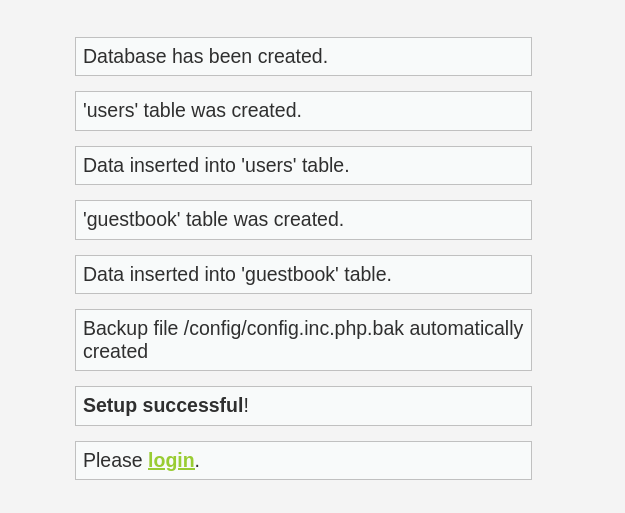 Database has been created.
'users' table was created.
Data inserted into 'users' table.
'guestbook' table was created.
Data inserted into 'guestbook' table.
Backup file /config/config.inc.php.bak automatically
created
Setup successful!
Please login.